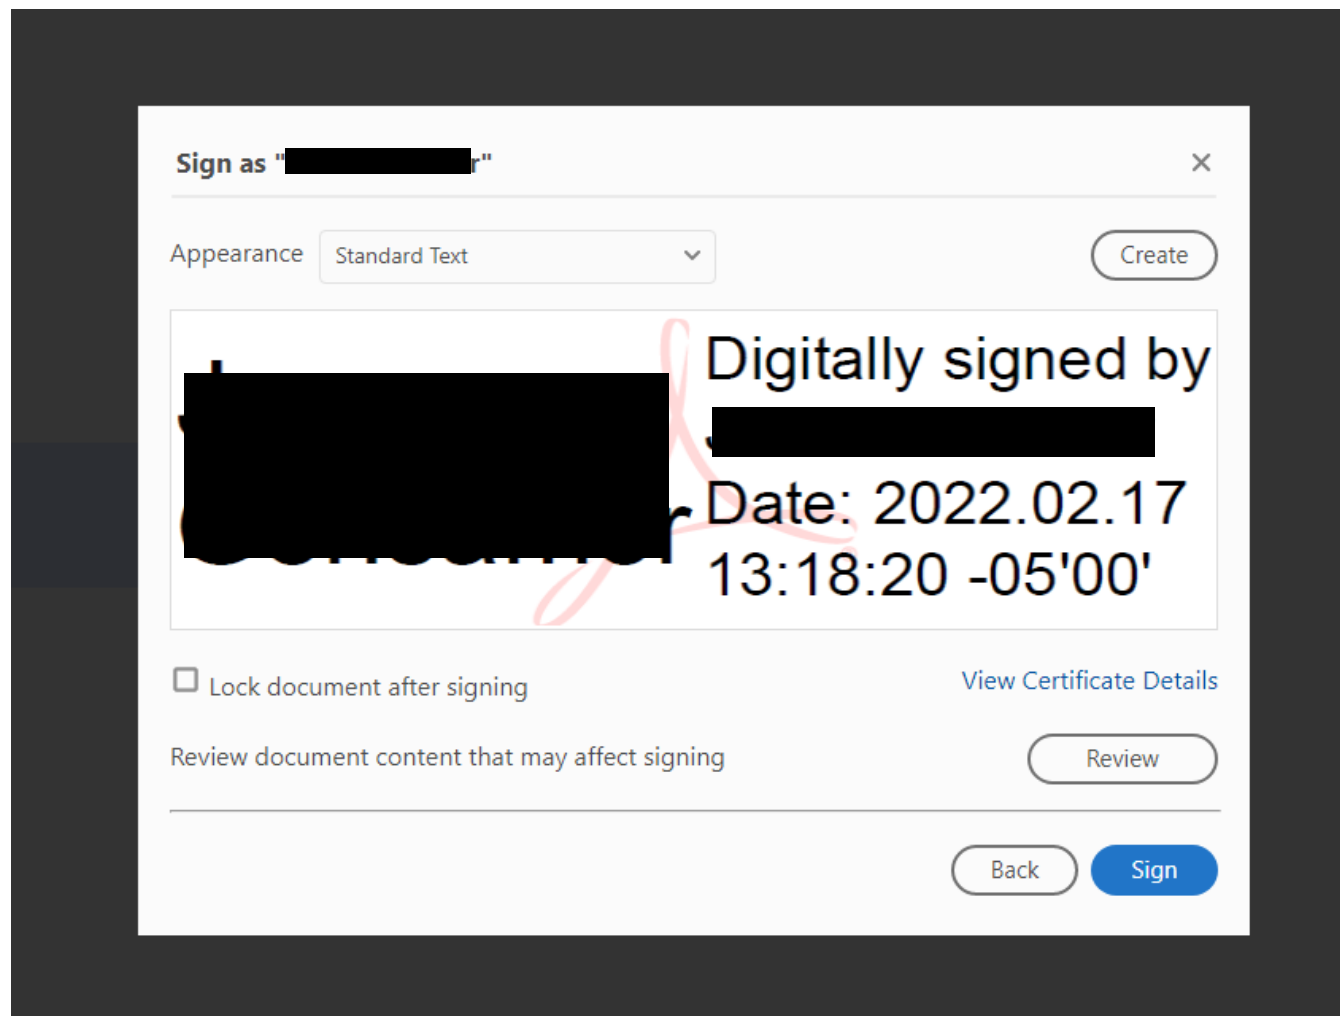 Sign as "r"
Appearance
Standard Text
Create
Digitally signed by
Date: 2022.02.17
13:18:20 -05'00'
Lock document after signing
View Certificate Details
Review document content that may affect signing
Review
Back
Sign